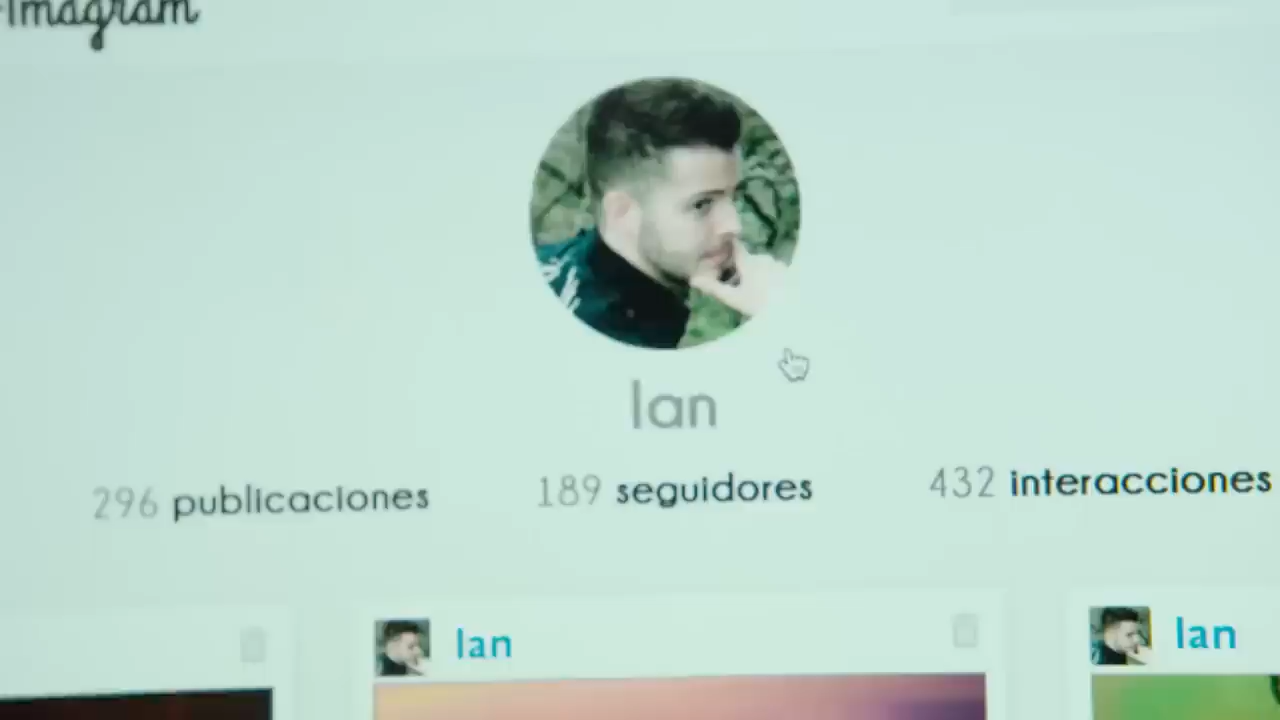 Imagram
Ian
296 publicaciones 189 seguidores 432 interacciones
Ian Ian